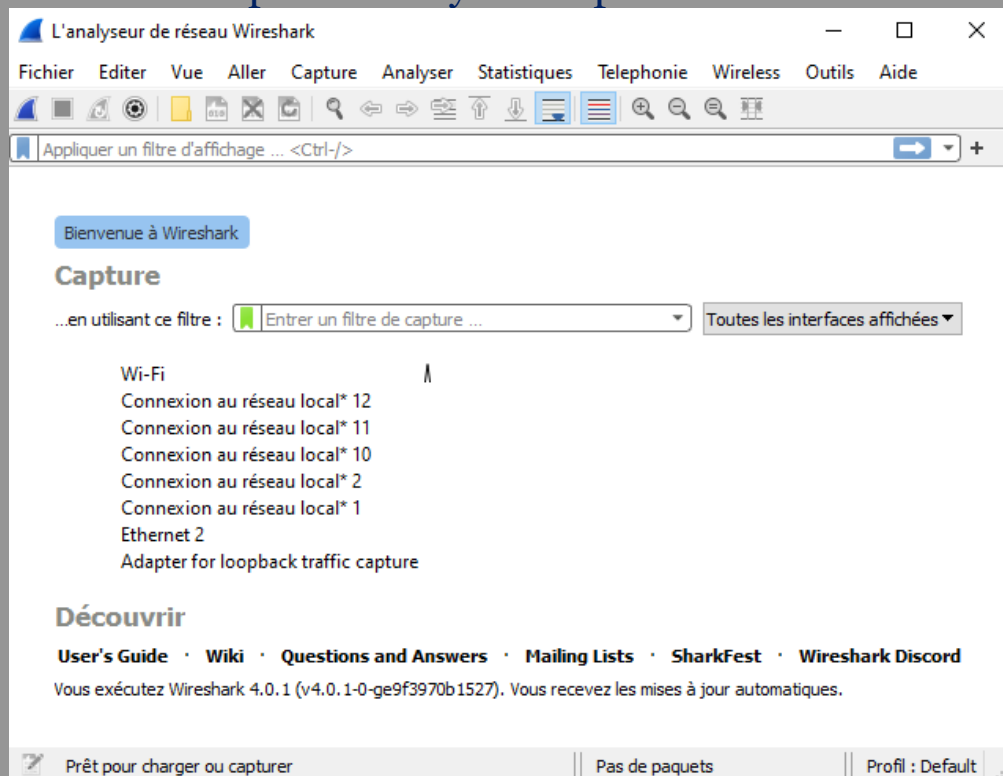 L'analyseur de réseau Wireshark
Fichier Editer Vue Aller Capture Analyser Statistiques Telephonie Wireless Outils Aide
Appliquer un filtre d'affichage ... <Ctrl-/>
Bienvenue à Wireshark
Capture
...en utilisant ce filtre : Entrer un filtre de capture ... Toutes les interfaces affichées
Wi-Fi
Connexion au réseau local* 12
Connexion au réseau local* 11
Connexion au réseau local* 10
Connexion au réseau local* 2
Connexion au réseau local* 1
Ethernet 2
Adapter for loopback traffic capture
Découvrir
User's Guide · Wiki · Questions and Answers · Mailing Lists · SharkFest · Wireshark Discord
Vous exécutez Wireshark 4.0.1 (v4.0.1-0-ge9f3970b1527). Vous recevez les mises à jour automatiques.
Prêt pour charger ou capturer Pas de paquets Profil : Default